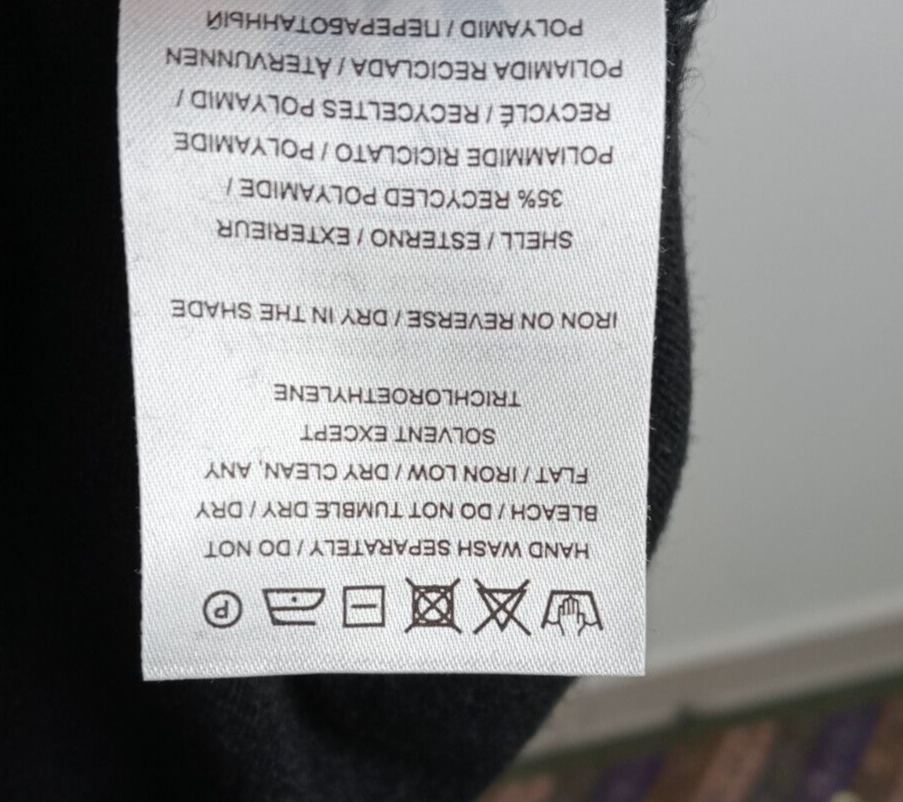 HAND WASH SEPARATELY / DO NOT
BLEACH / DO NOT TUMBLE DRY / DRY
FLAT / IRON LOW / DRY CLEAN, ANY
SOLVENT EXCEPT
TRICHLOROETHYLENE
IRON ON REVERSE / DRY IN THE SHADE
SHELL / ESTERNO / EXTERIEUR
35% RECYCLED POLYAMIDE /
POLIAMMIDE RICICLATO / POLYAMIDE
RECYCLÉ / RECYCELTES POLYAMID /
POLIAMIDA RECICLADA / ÅTERVUNNEN
POLYAMID / ПЕРЕРАБОТАННЫЙ
P